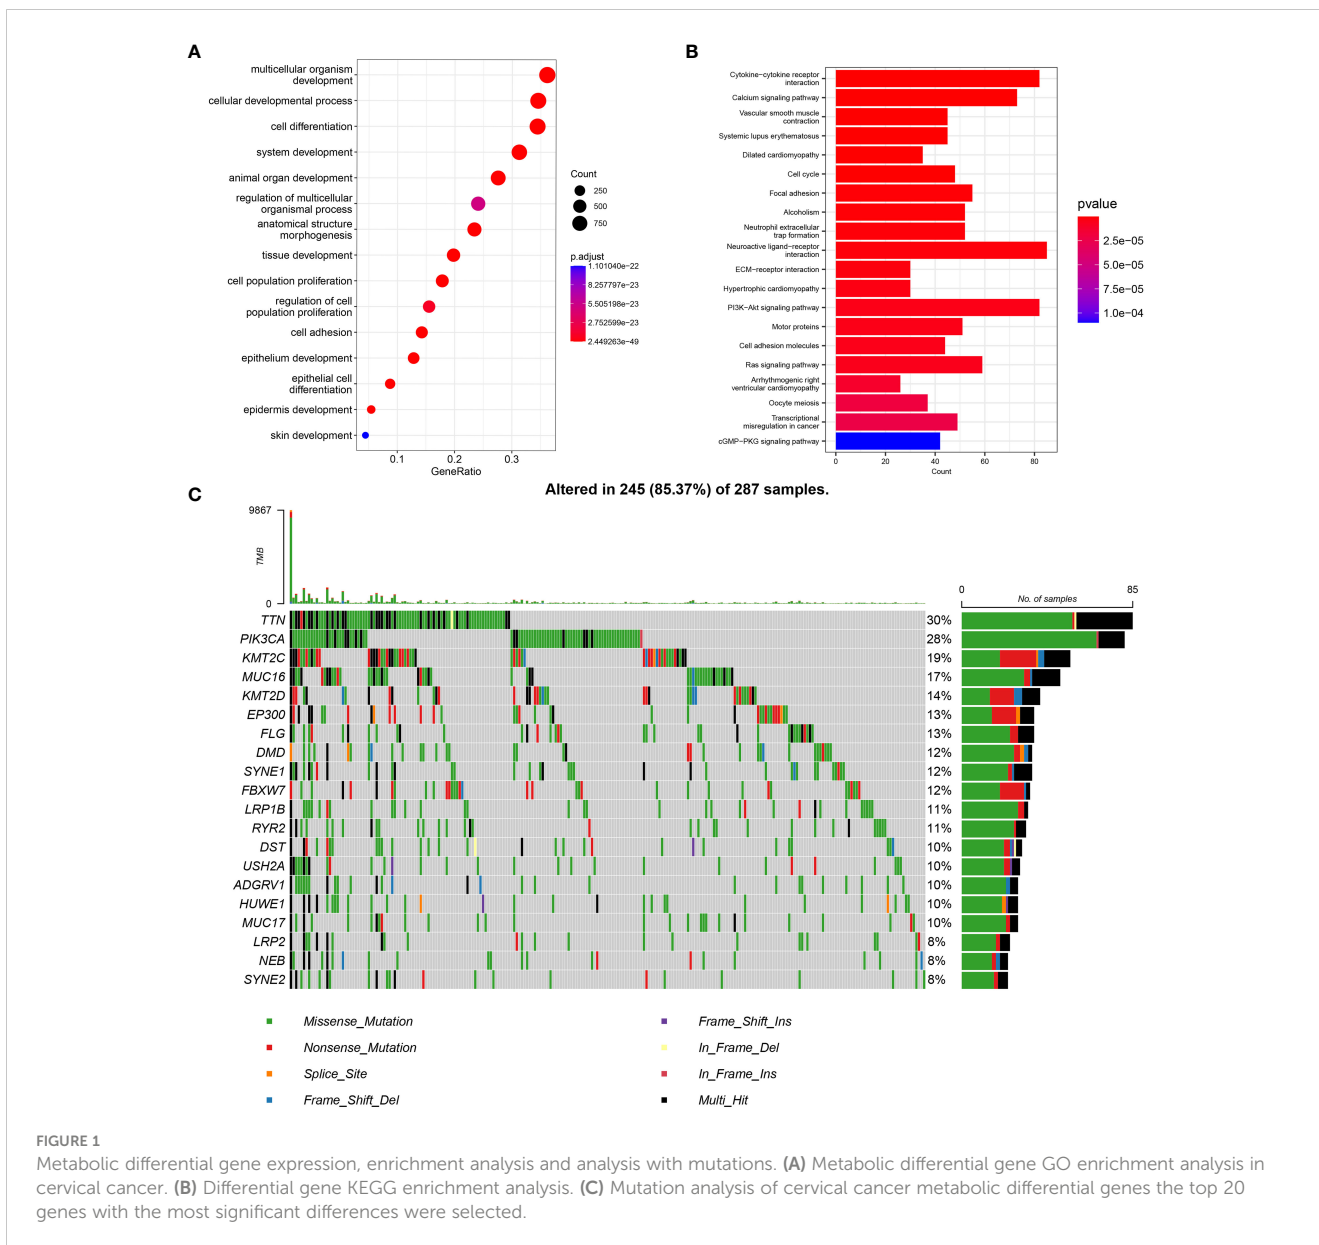 A
multicellular organism
development
cellular developmental process
cell differentiation
system development
animal organ development
regulation of multicellular
organismal process
anatomical structure
morphogenesis
tissue development
cell population proliferation
regulation of cell
population proliferation
cell adhesion
epithelium development
epithelial cell
differentiation
epidermis development
skin development
0.1
0.2
0.3
GeneRatio
Count
250
500
750
p.adjust
1.101040e−22
8.257797e−23
5.505198e−23
2.752599e−23
2.449263e−49
B
Cytokine−cytokine receptor
interaction
Calcium signaling pathway
Vascular smooth muscle
contraction
Systemic lupus erythematosus
Dilated cardiomyopathy
Cell cycle
Focal adhesion
Alcoholism
Neutrophil extracellular
trap formation
Neuroactive ligand−receptor
interaction
ECM−receptor interaction
Hypertrophic cardiomyopathy
PI3K−Akt signaling pathway
Motor proteins
Cell adhesion molecules
Ras signaling pathway
Arrhythmogenic right
ventricular cardiomyopathy
Oocyte meiosis
Transcriptional
misregulation in cancer
cGMP−PKG signaling pathway
0
20
40
60
80
Count
pvalue
2.5e−05
5.0e−05
7.5e−05
1.0e−04
C
Altered in 245 (85.37%) of 287 samples.
9867
0
TMB
0
85
No. of samples
TTN 30%
PIK3CA 28%
KMT2C 19%
MUC16 17%
KMT2D 14%
EP300 13%
FLG 13%
DMD 12%
SYNE1 12%
FBXW7 12%
LRP1B 11%
RYR2 11%
DST 10%
USH2A 10%
ADGRV1 10%
HUWE1 10%
MUC17 10%
LRP2 8%
NEB 8%
SYNE2 8%
Missense_Mutation
Nonsense_Mutation
Splice_Site
Frame_Shift_Del
Frame_Shift_Ins
In_Frame_Del
In_Frame_Ins
Multi_Hit
FIGURE 1
Metabolic differential gene expression, enrichment analysis and analysis with mutations. (A) Metabolic differential gene GO enrichment analysis in
cervical cancer. (B) Differential gene KEGG enrichment analysis. (C) Mutation analysis of cervical cancer metabolic differential genes the top 20
genes with the most significant differences were selected.